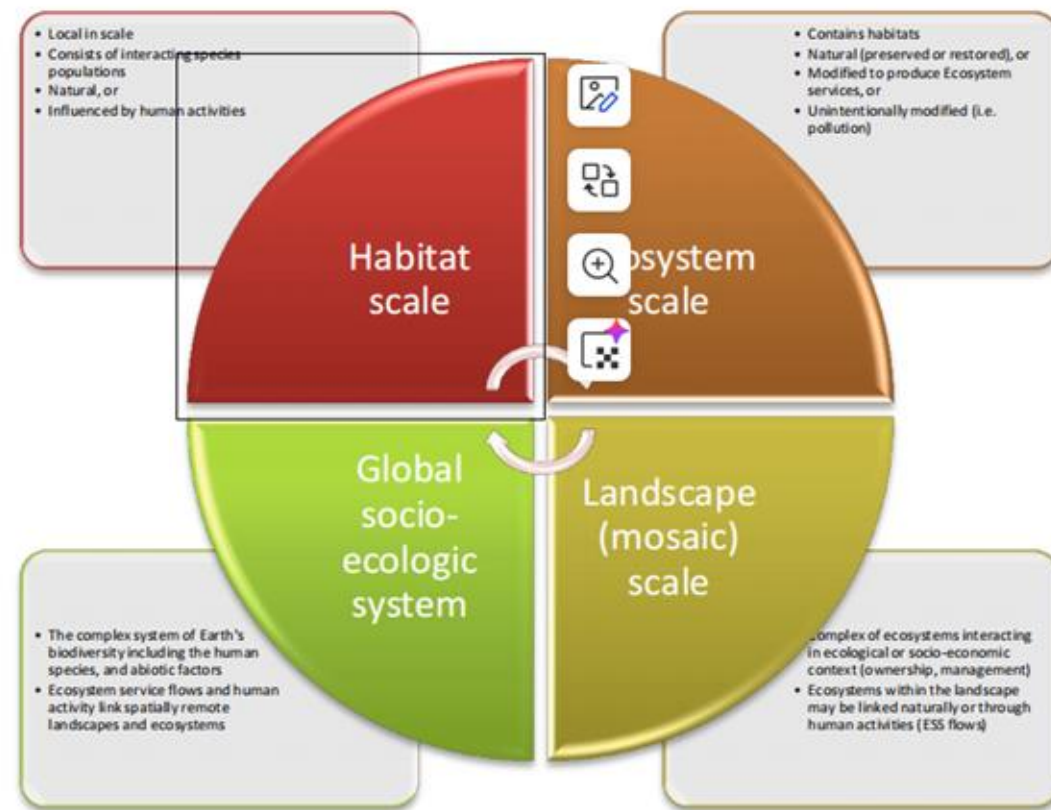 • Local in scale
• Consists of interacting species
populations
• Natural, or
• Influenced by human activities
• Contains habitats
• Natural (preserved or restored), or
• Modified to produce Ecosystem
services, or
• Unintentionally modified (i.e.
pollution)
Habitat
scale
scale
Global
socio-
ecologic
system
Landscape
(mosaic)
scale
• The complex system of Earth's
biodiversity including the human
species, and abiotic factors
• Ecosystem service flows and human
activity link spatially remote
landscapes and ecosystems
of ecosystems interacting
in ecological or socio-economic
context (ownership, management)
• Ecosystems within the landscape
may be linked naturally or through
human activities (ESS flows)